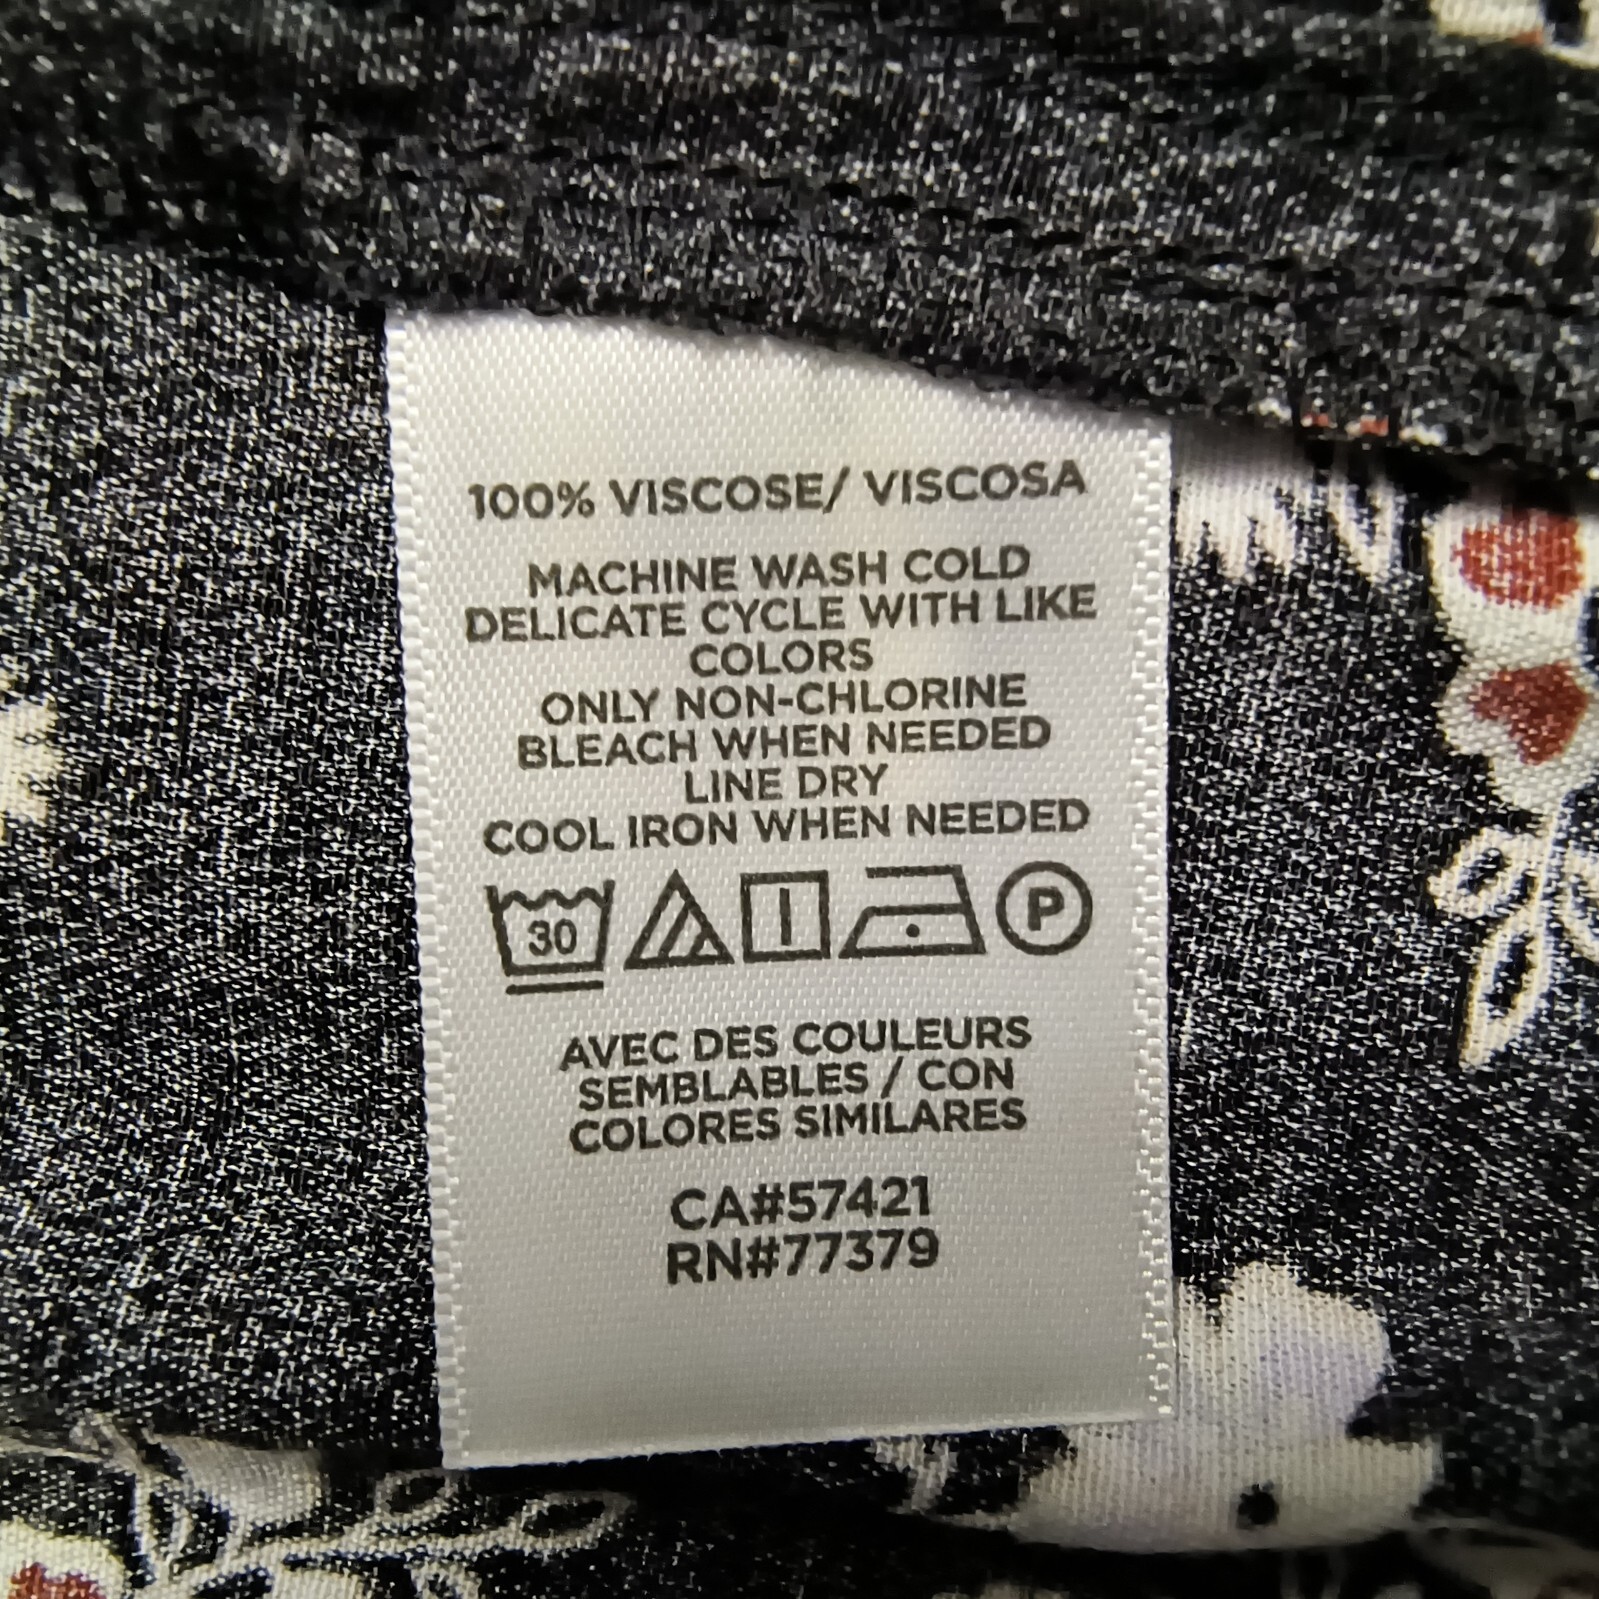 100% VISCOSE/ VISCOSA
MACHINE WASH COLD
DELICATE CYCLE WITH LIKE
COLORS
ONLY NON-CHLORINE
BLEACH WHEN NEEDED
LINE DRY
COOL IRON WHEN NEEDED
30 P
AVEC DES COULEURS
SEMBLABLES / CON
COLORES SIMILARES
CA#57421
RN#77379